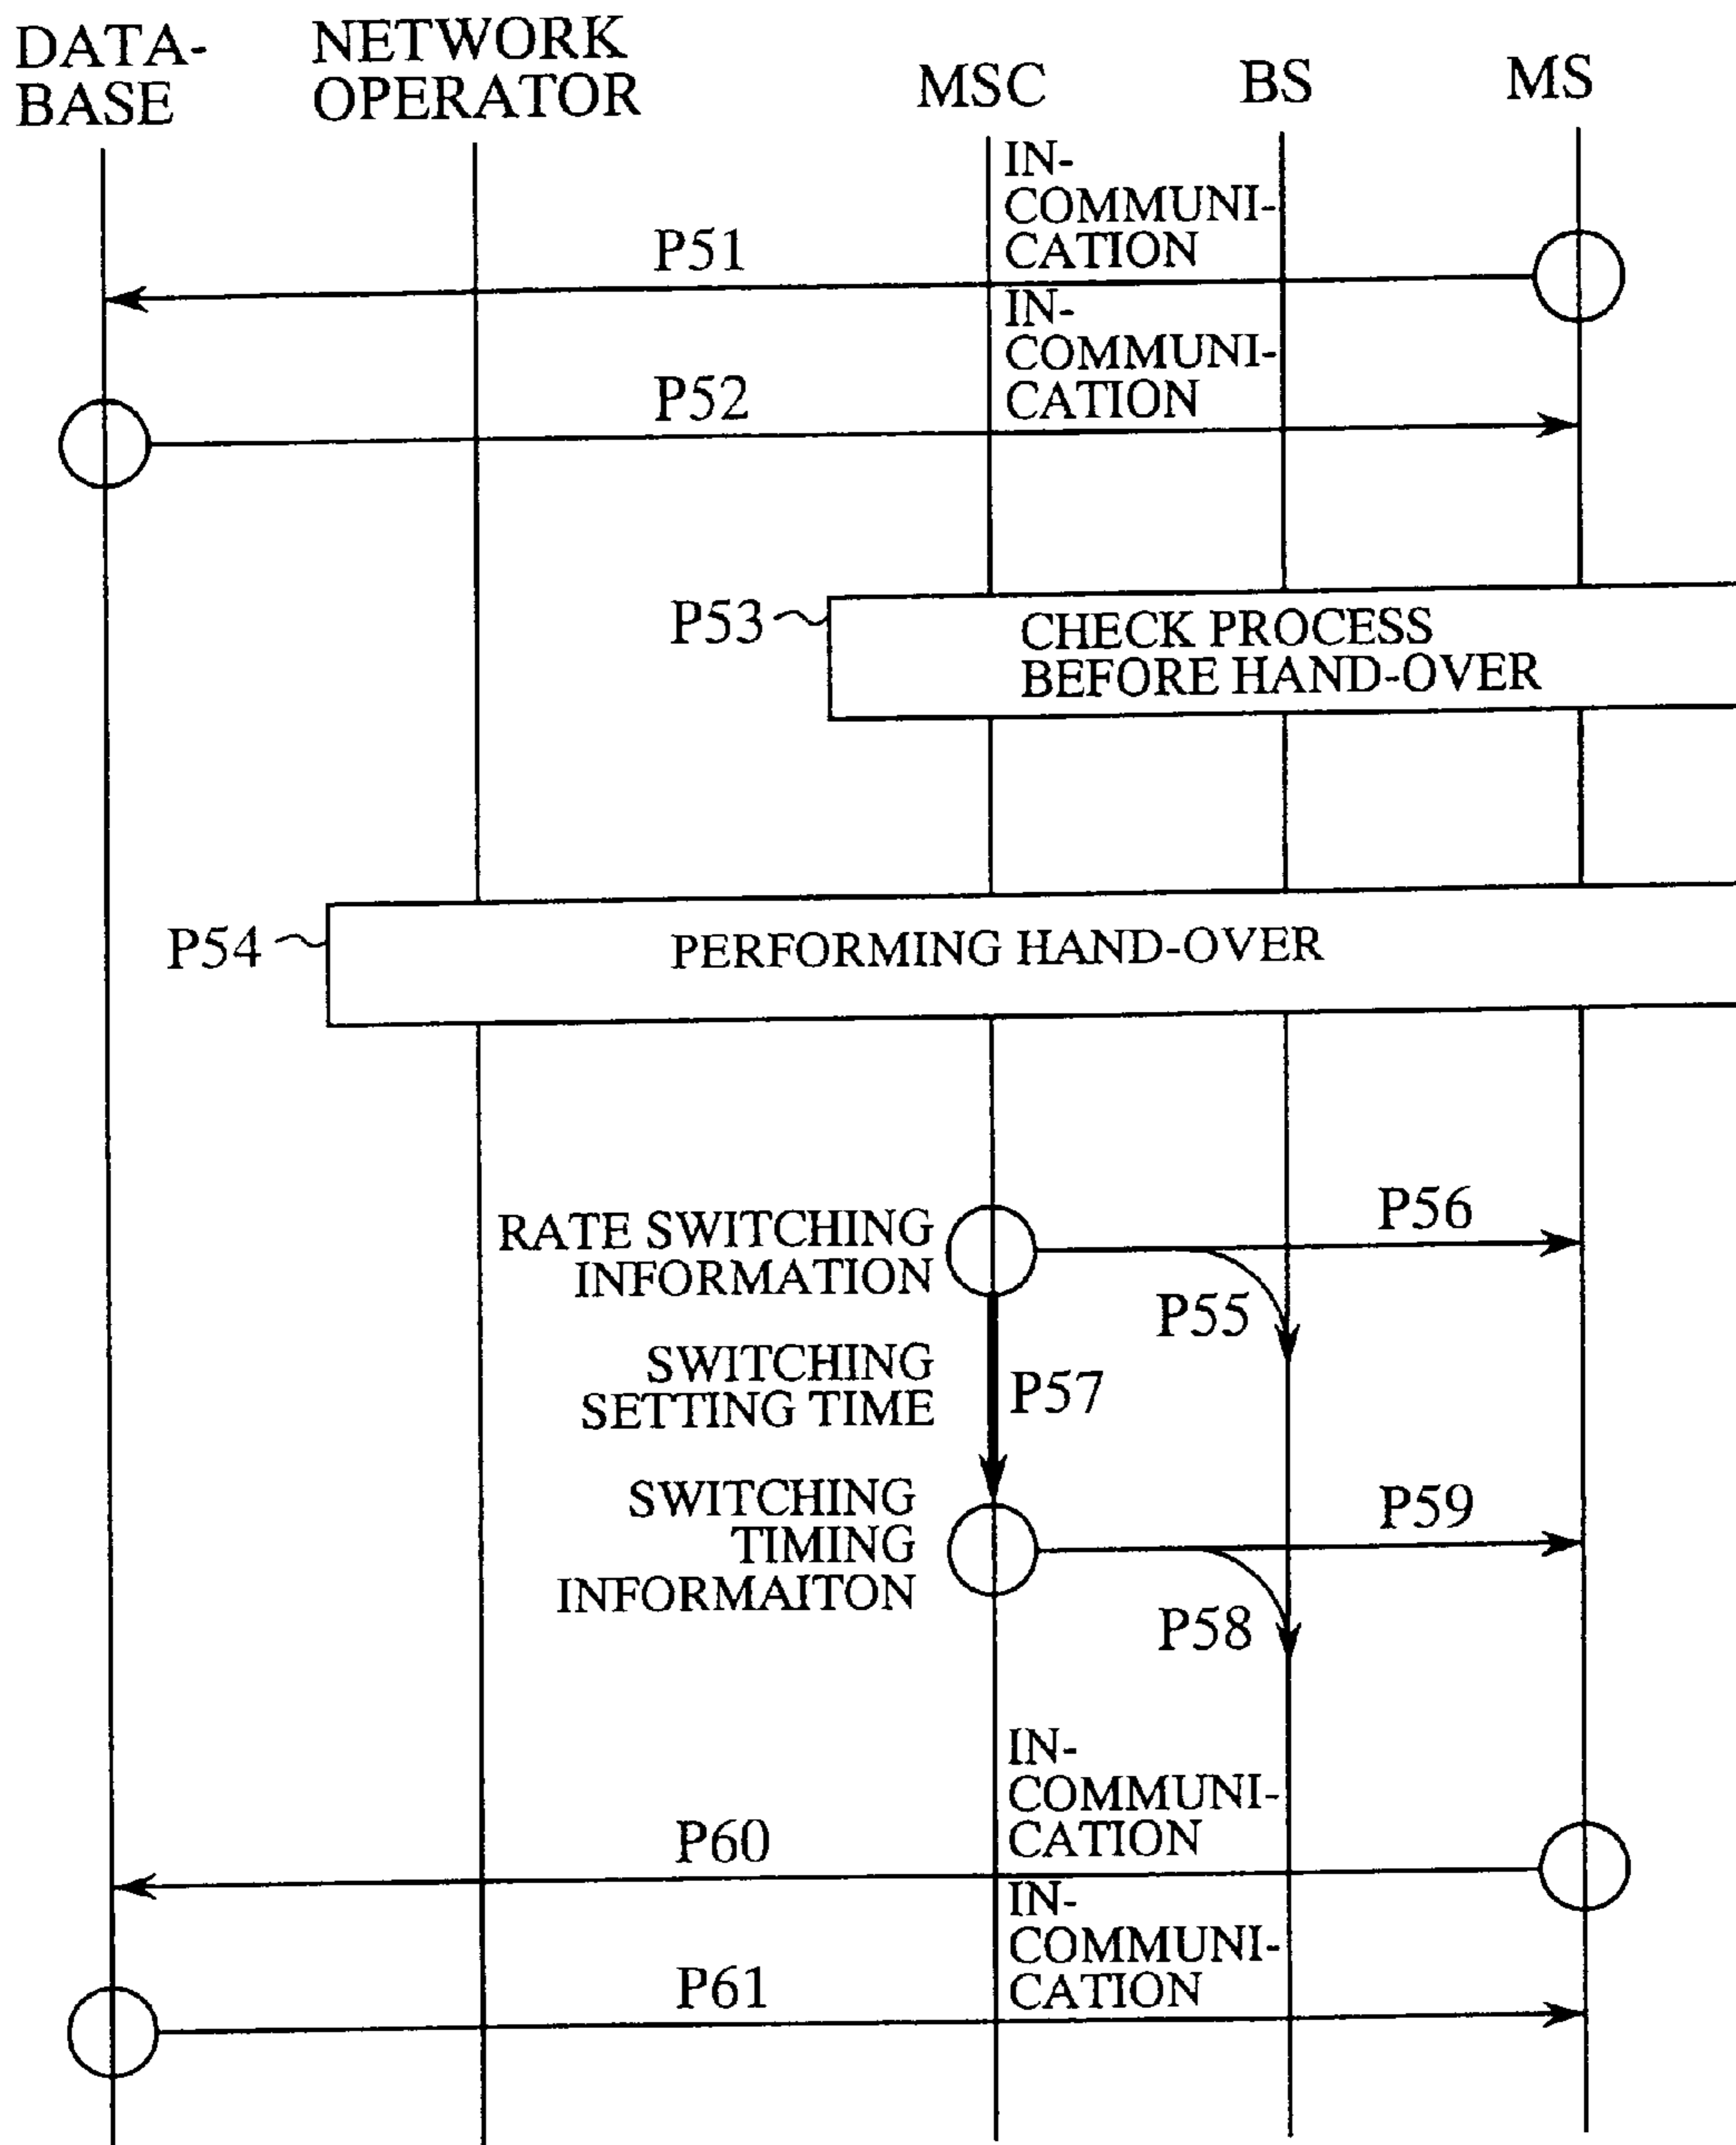 DATA-
BASE
NETWORK
OPERATOR
MSC
BS
MS
IN-
COMMUNI-
CATION
P51
IN-
COMMUNI-
CATION
P52
P53
CHECK PROCESS
BEFORE HAND-OVER
P54
PERFORMING HAND-OVER
RATE SWITCHING
INFORMATION
P56
P55
SWITCHING
SETTING TIME
P57
SWITCHING
TIMING
INFORMAITON
P59
P58
IN-
COMMUNI-
CATION
P60
IN-
COMMUNI-
CATION
P61